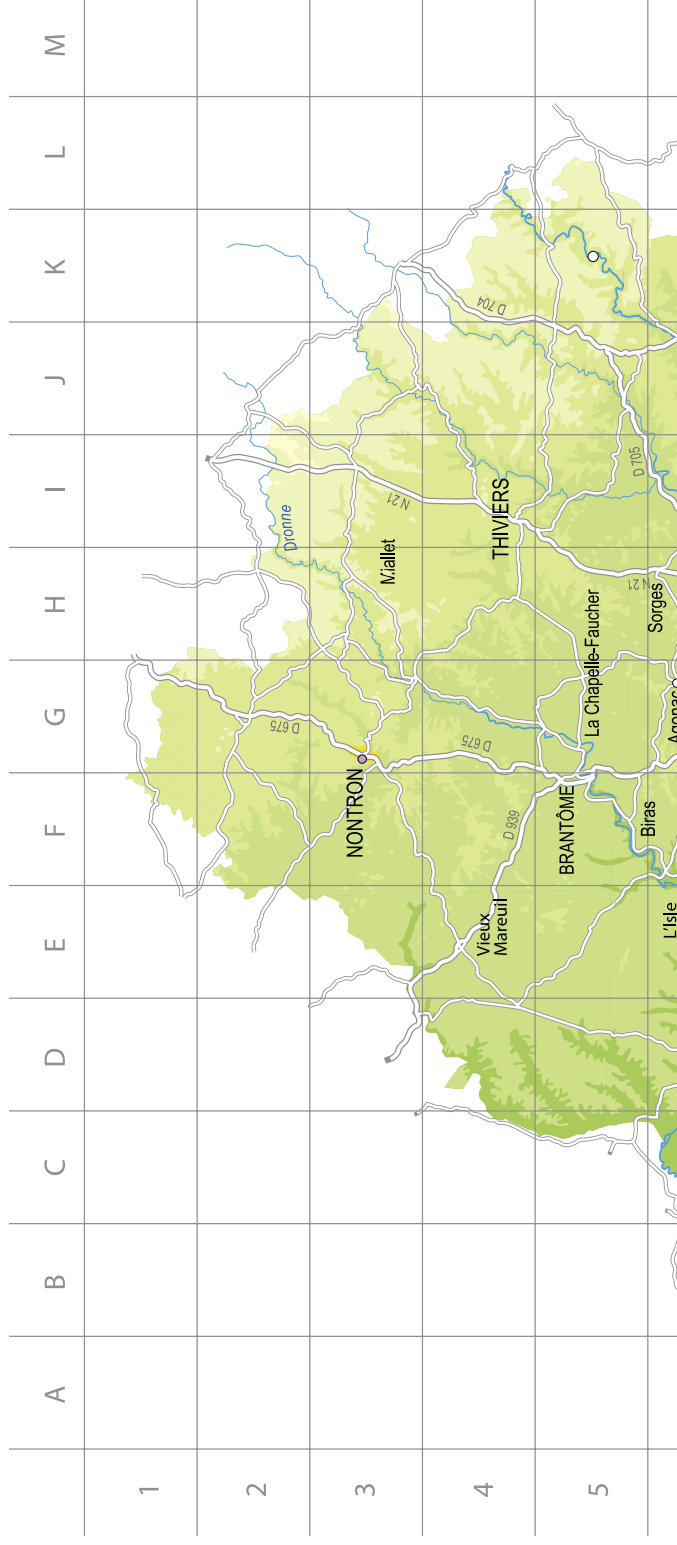 A
B
C
D
E
F
G
H
I
J
K
L
M
1
2
3
4
5
Dronne
D 675
N 21
D 704
NONTRON
Miallet
D 675
THIVIERS
D 939
Vieux
Mareuil
BRANTÔME
La Chapelle-Faucher
D 705
Biras
Sorges
N 21
L'Isle
Agonac